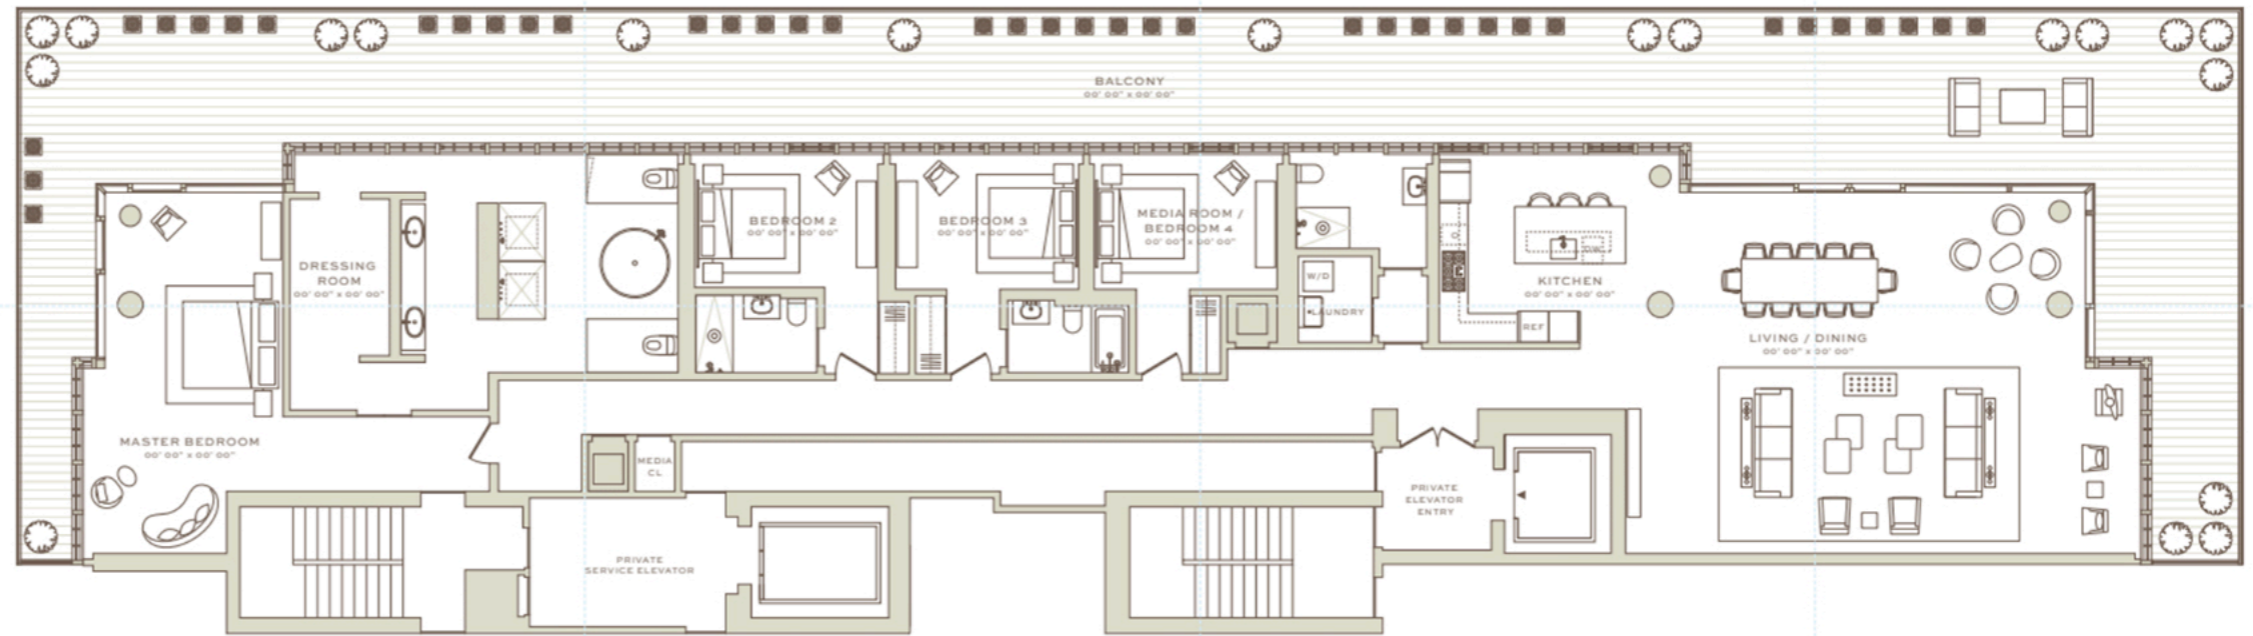 BALCONY
00' 00" x 00' 00"
BEDROOM 2
00' 00" x 00' 00"
BEDROOM 3
00' 00" x 00' 00"
MEDIA ROOM /
BEDROOM 4
00' 00" x 00' 00"
DRESSING
ROOM
00' 00" x 00' 00"
W/D
LAUNDRY
KITCHEN
00' 00" x 00' 00"
REF
LIVING / DINING
00' 00" x 00' 00"
MASTER BEDROOM
00' 00" x 00' 00"
MEDIA
CL
PRIVATE
ELEVATOR
ENTRY
PRIVATE
SERVICE ELEVATOR